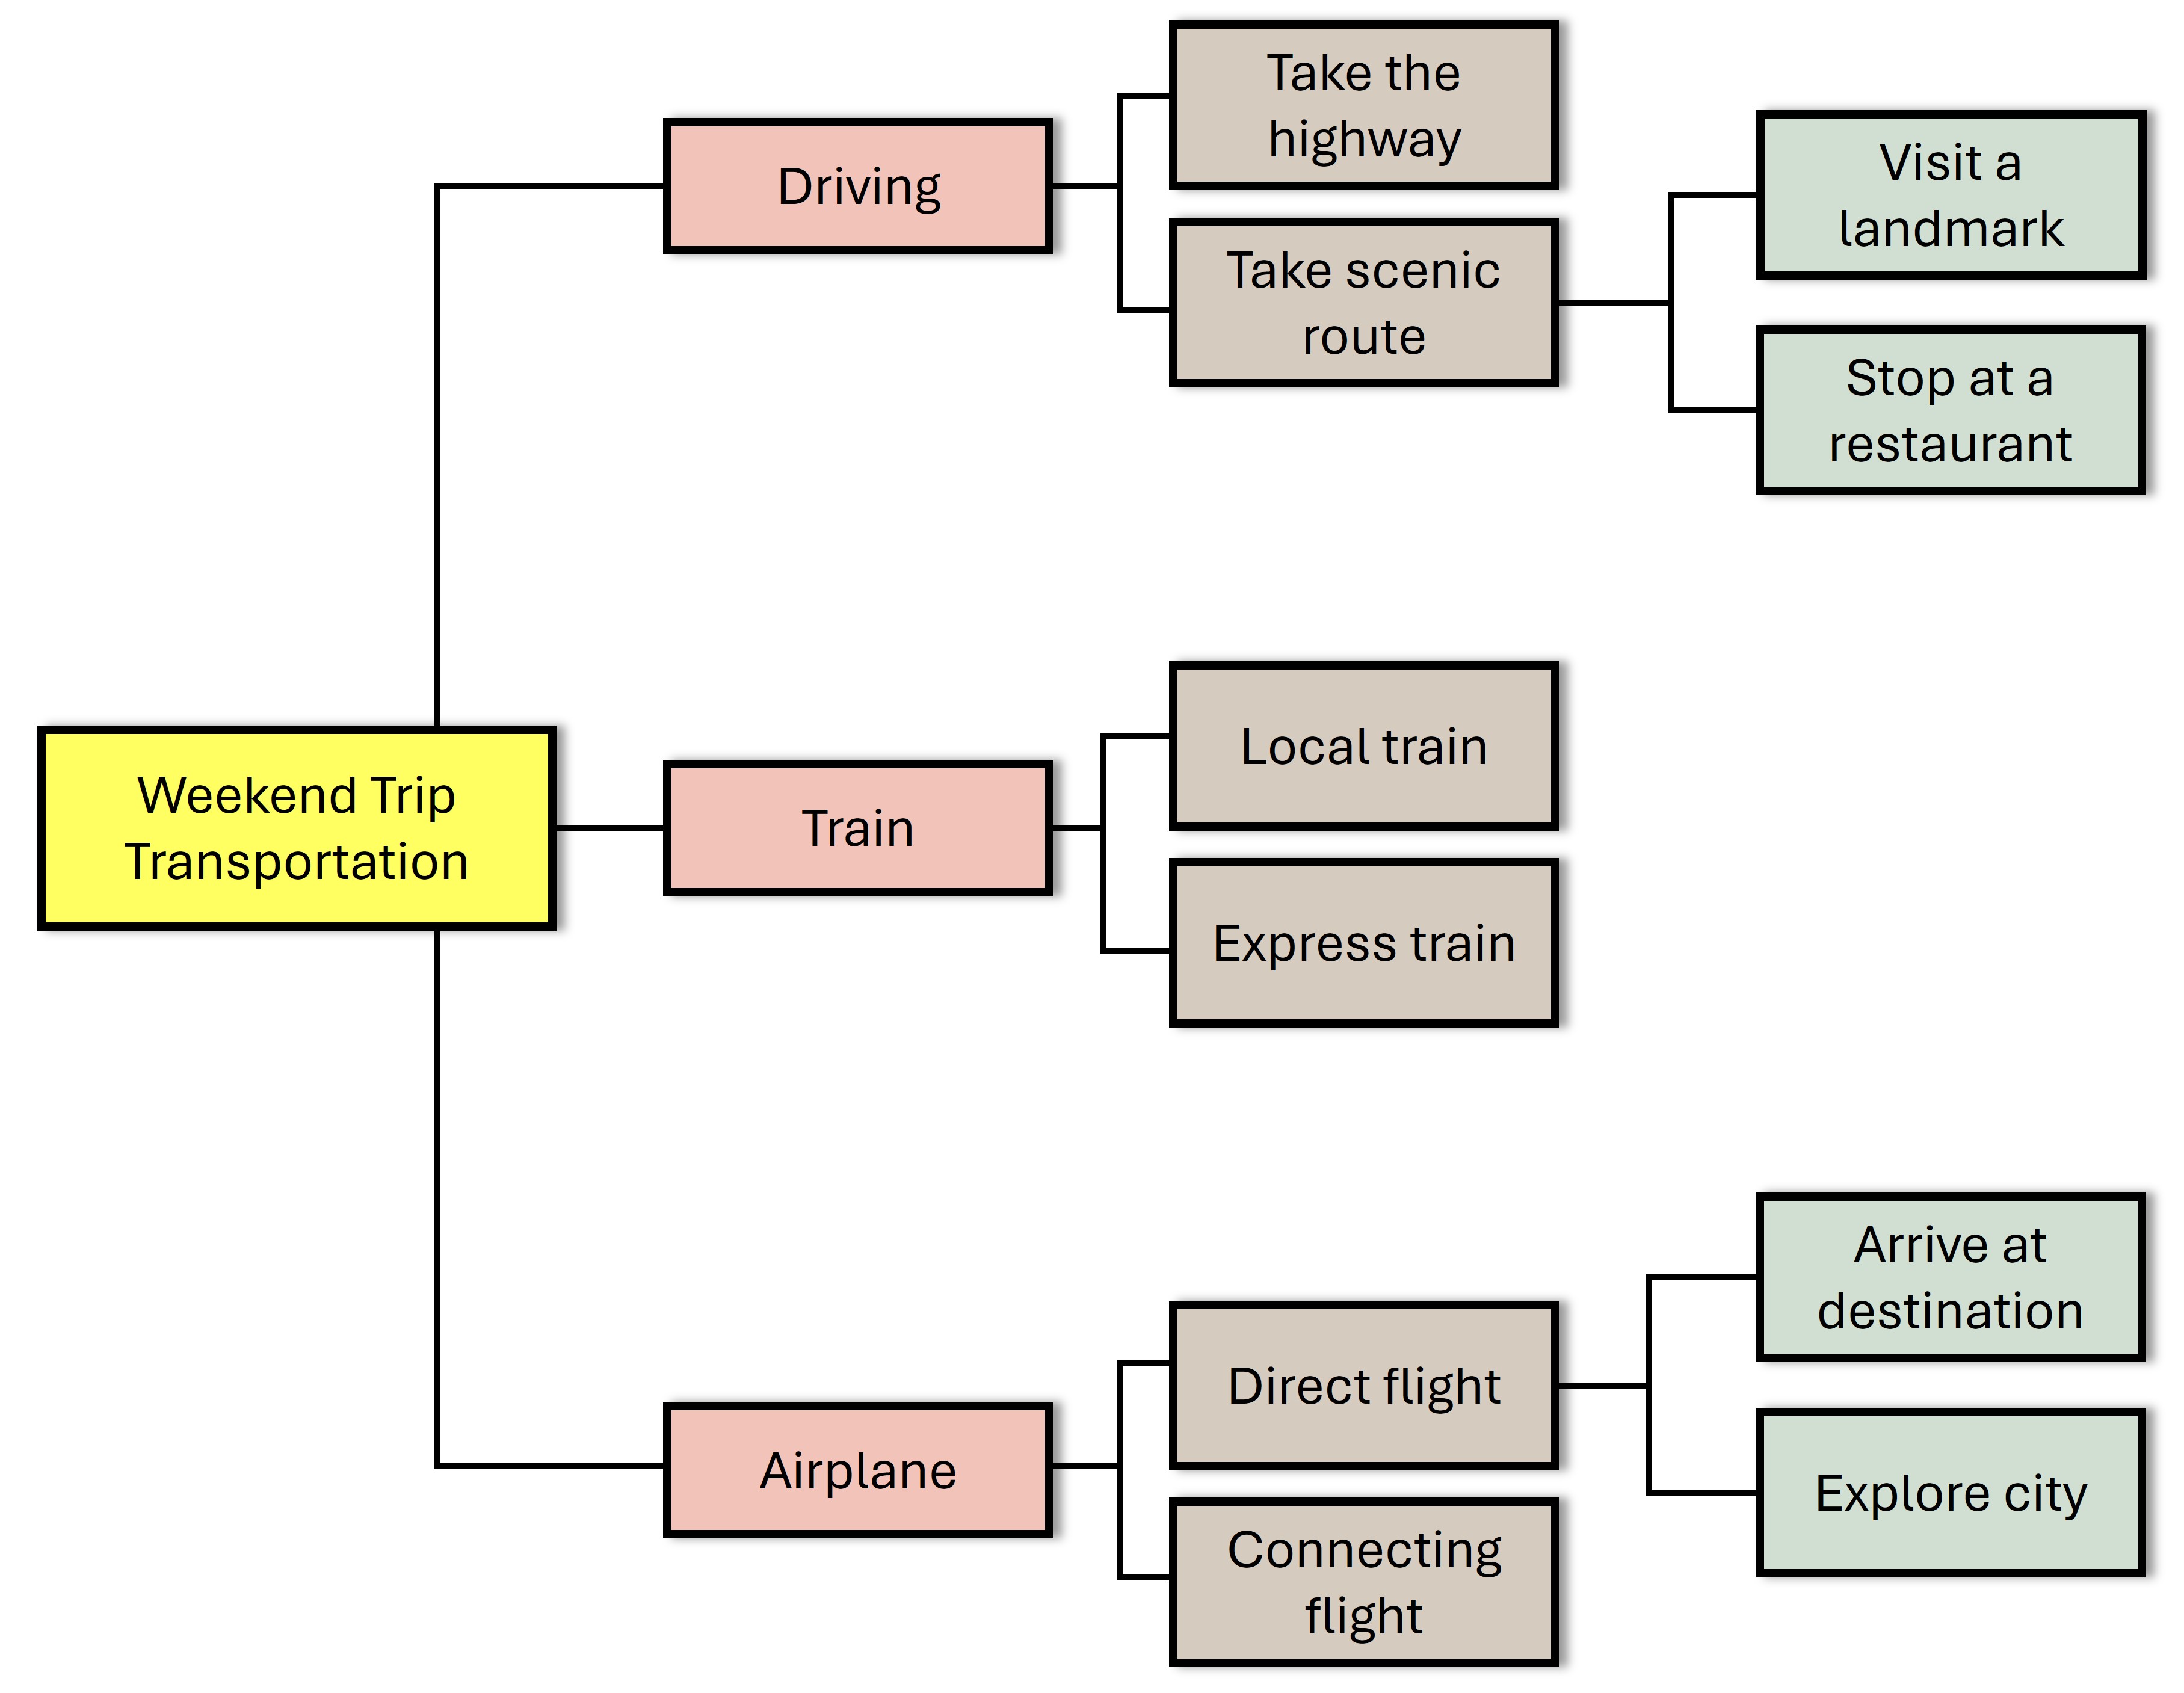 Weekend Trip
Transportation
Driving
Take the
highway
Take scenic
route
Visit a
landmark
Stop at a
restaurant
Train
Local train
Express train
Airplane
Direct flight
Connecting
flight
Arrive at
destination
Explore city